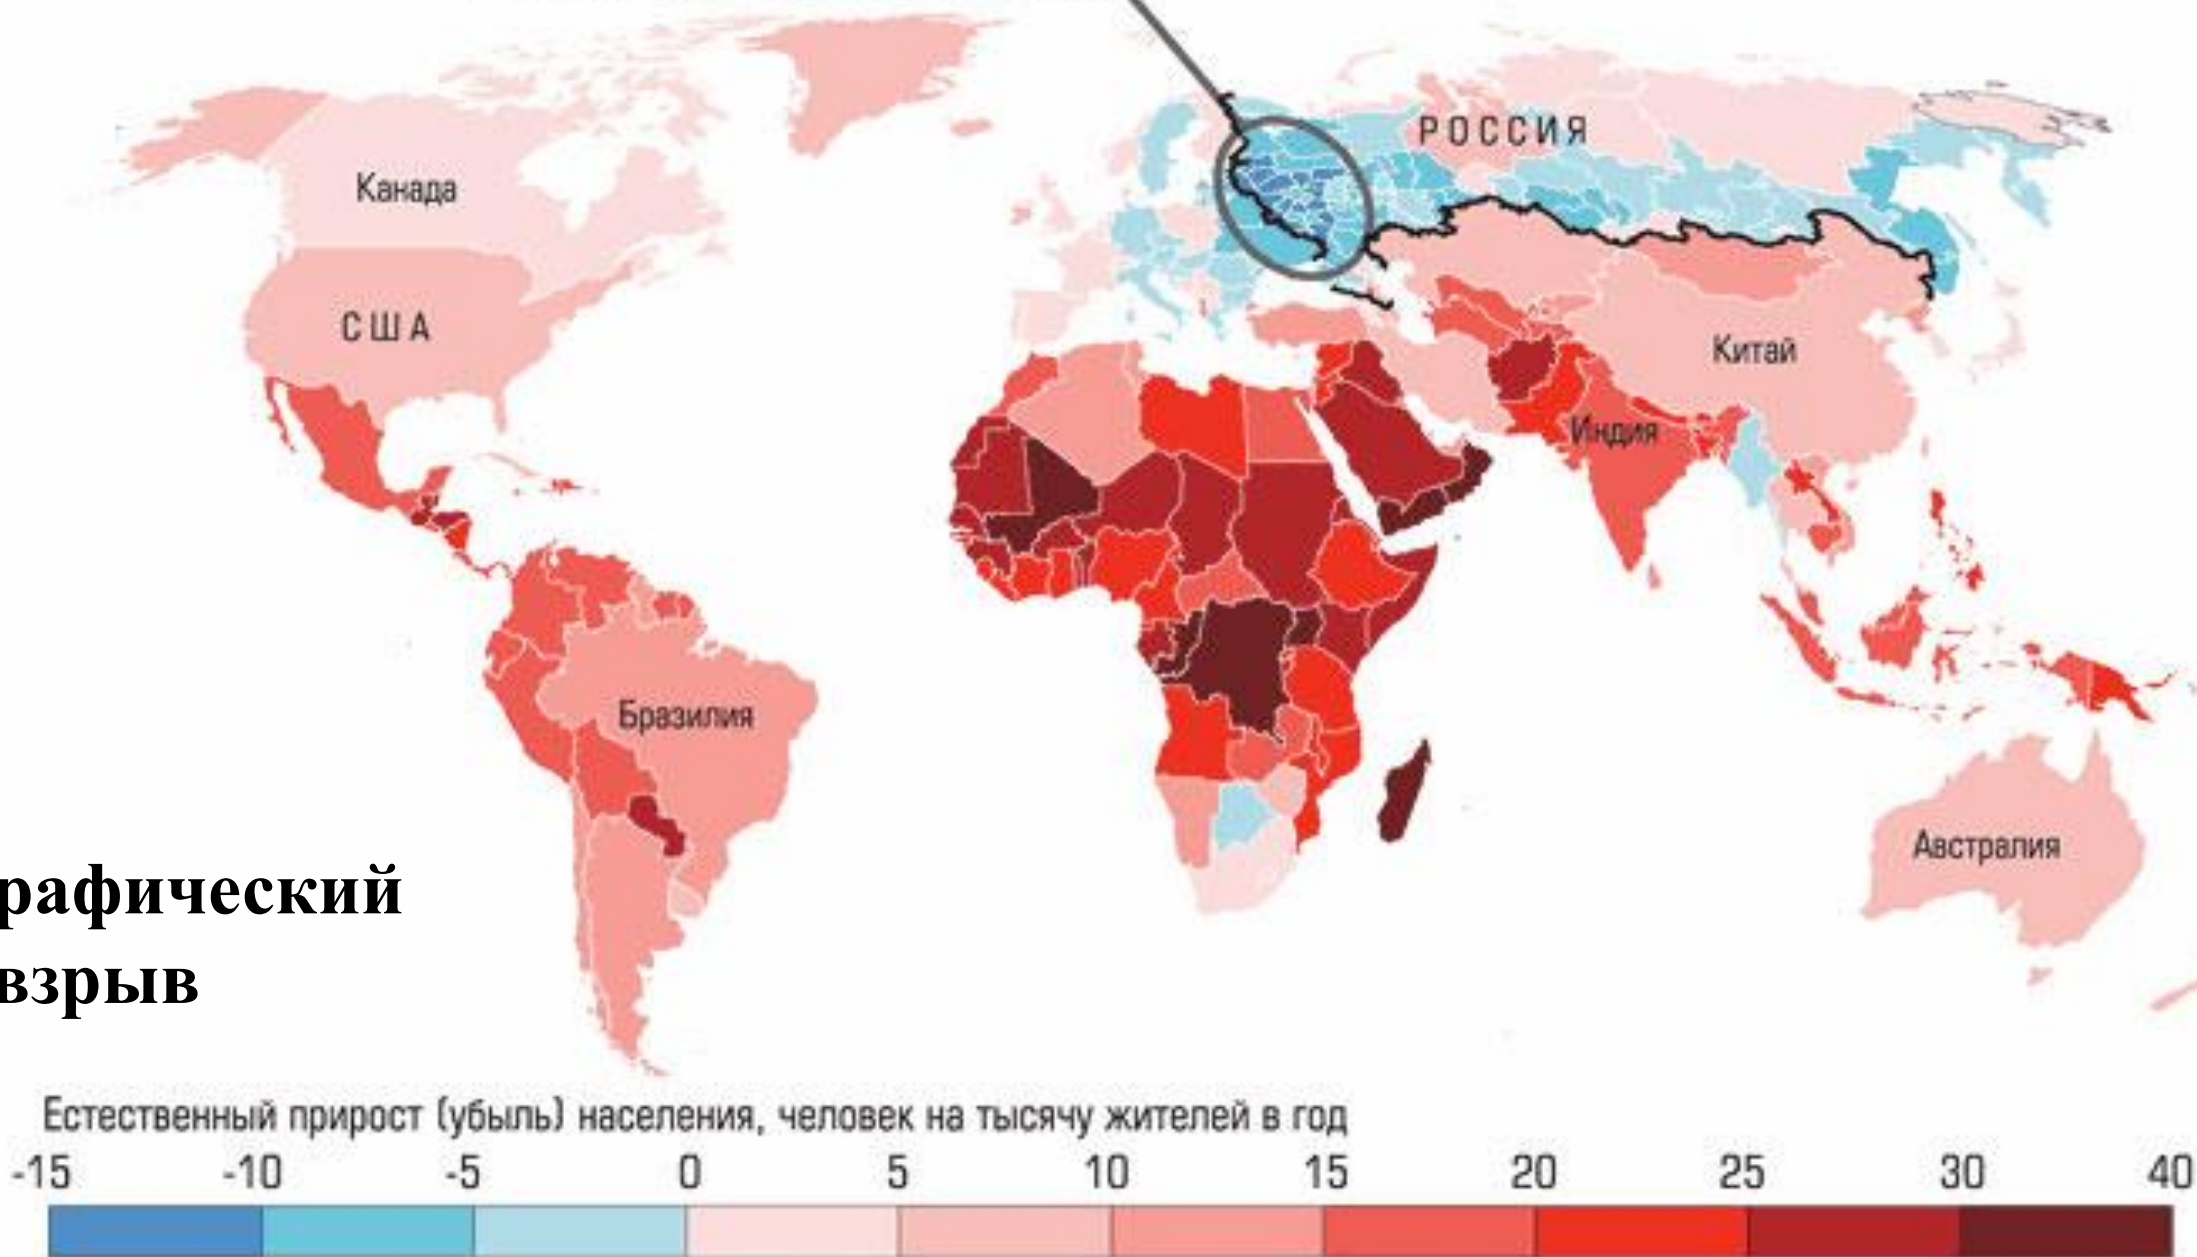 РОССИЯ
Канада
США
Китай
Индия
Бразилия
Австралия
рафический
взрыв
Естественный прирост (убыль) населения, человек на тысячу жителей в год
-15 -10 -5 0 5 10 15 20 25 30 40